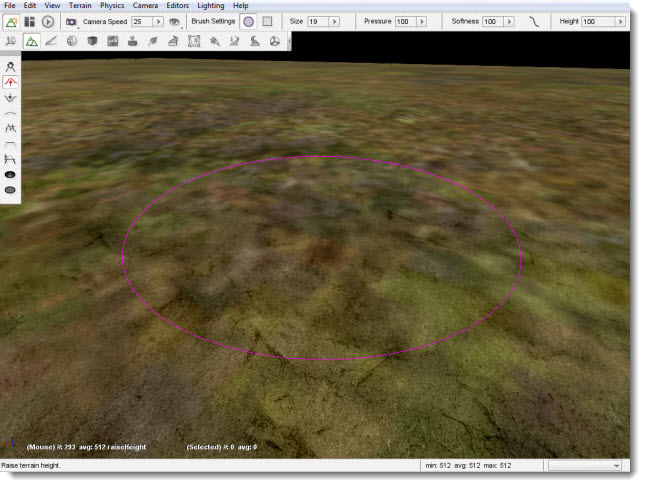 File Edit View Terrain Physics Camera Editors Lighting Help
Camera Speed 25 Brush Settings Size 19 Pressure 100 Softness 100 Height 100
(Mouse) #: 293 avg: 512 raiseHeight (Selected) #: 0 avg: 0
Raise terrain height. min: 512 avg: 512 max: 512